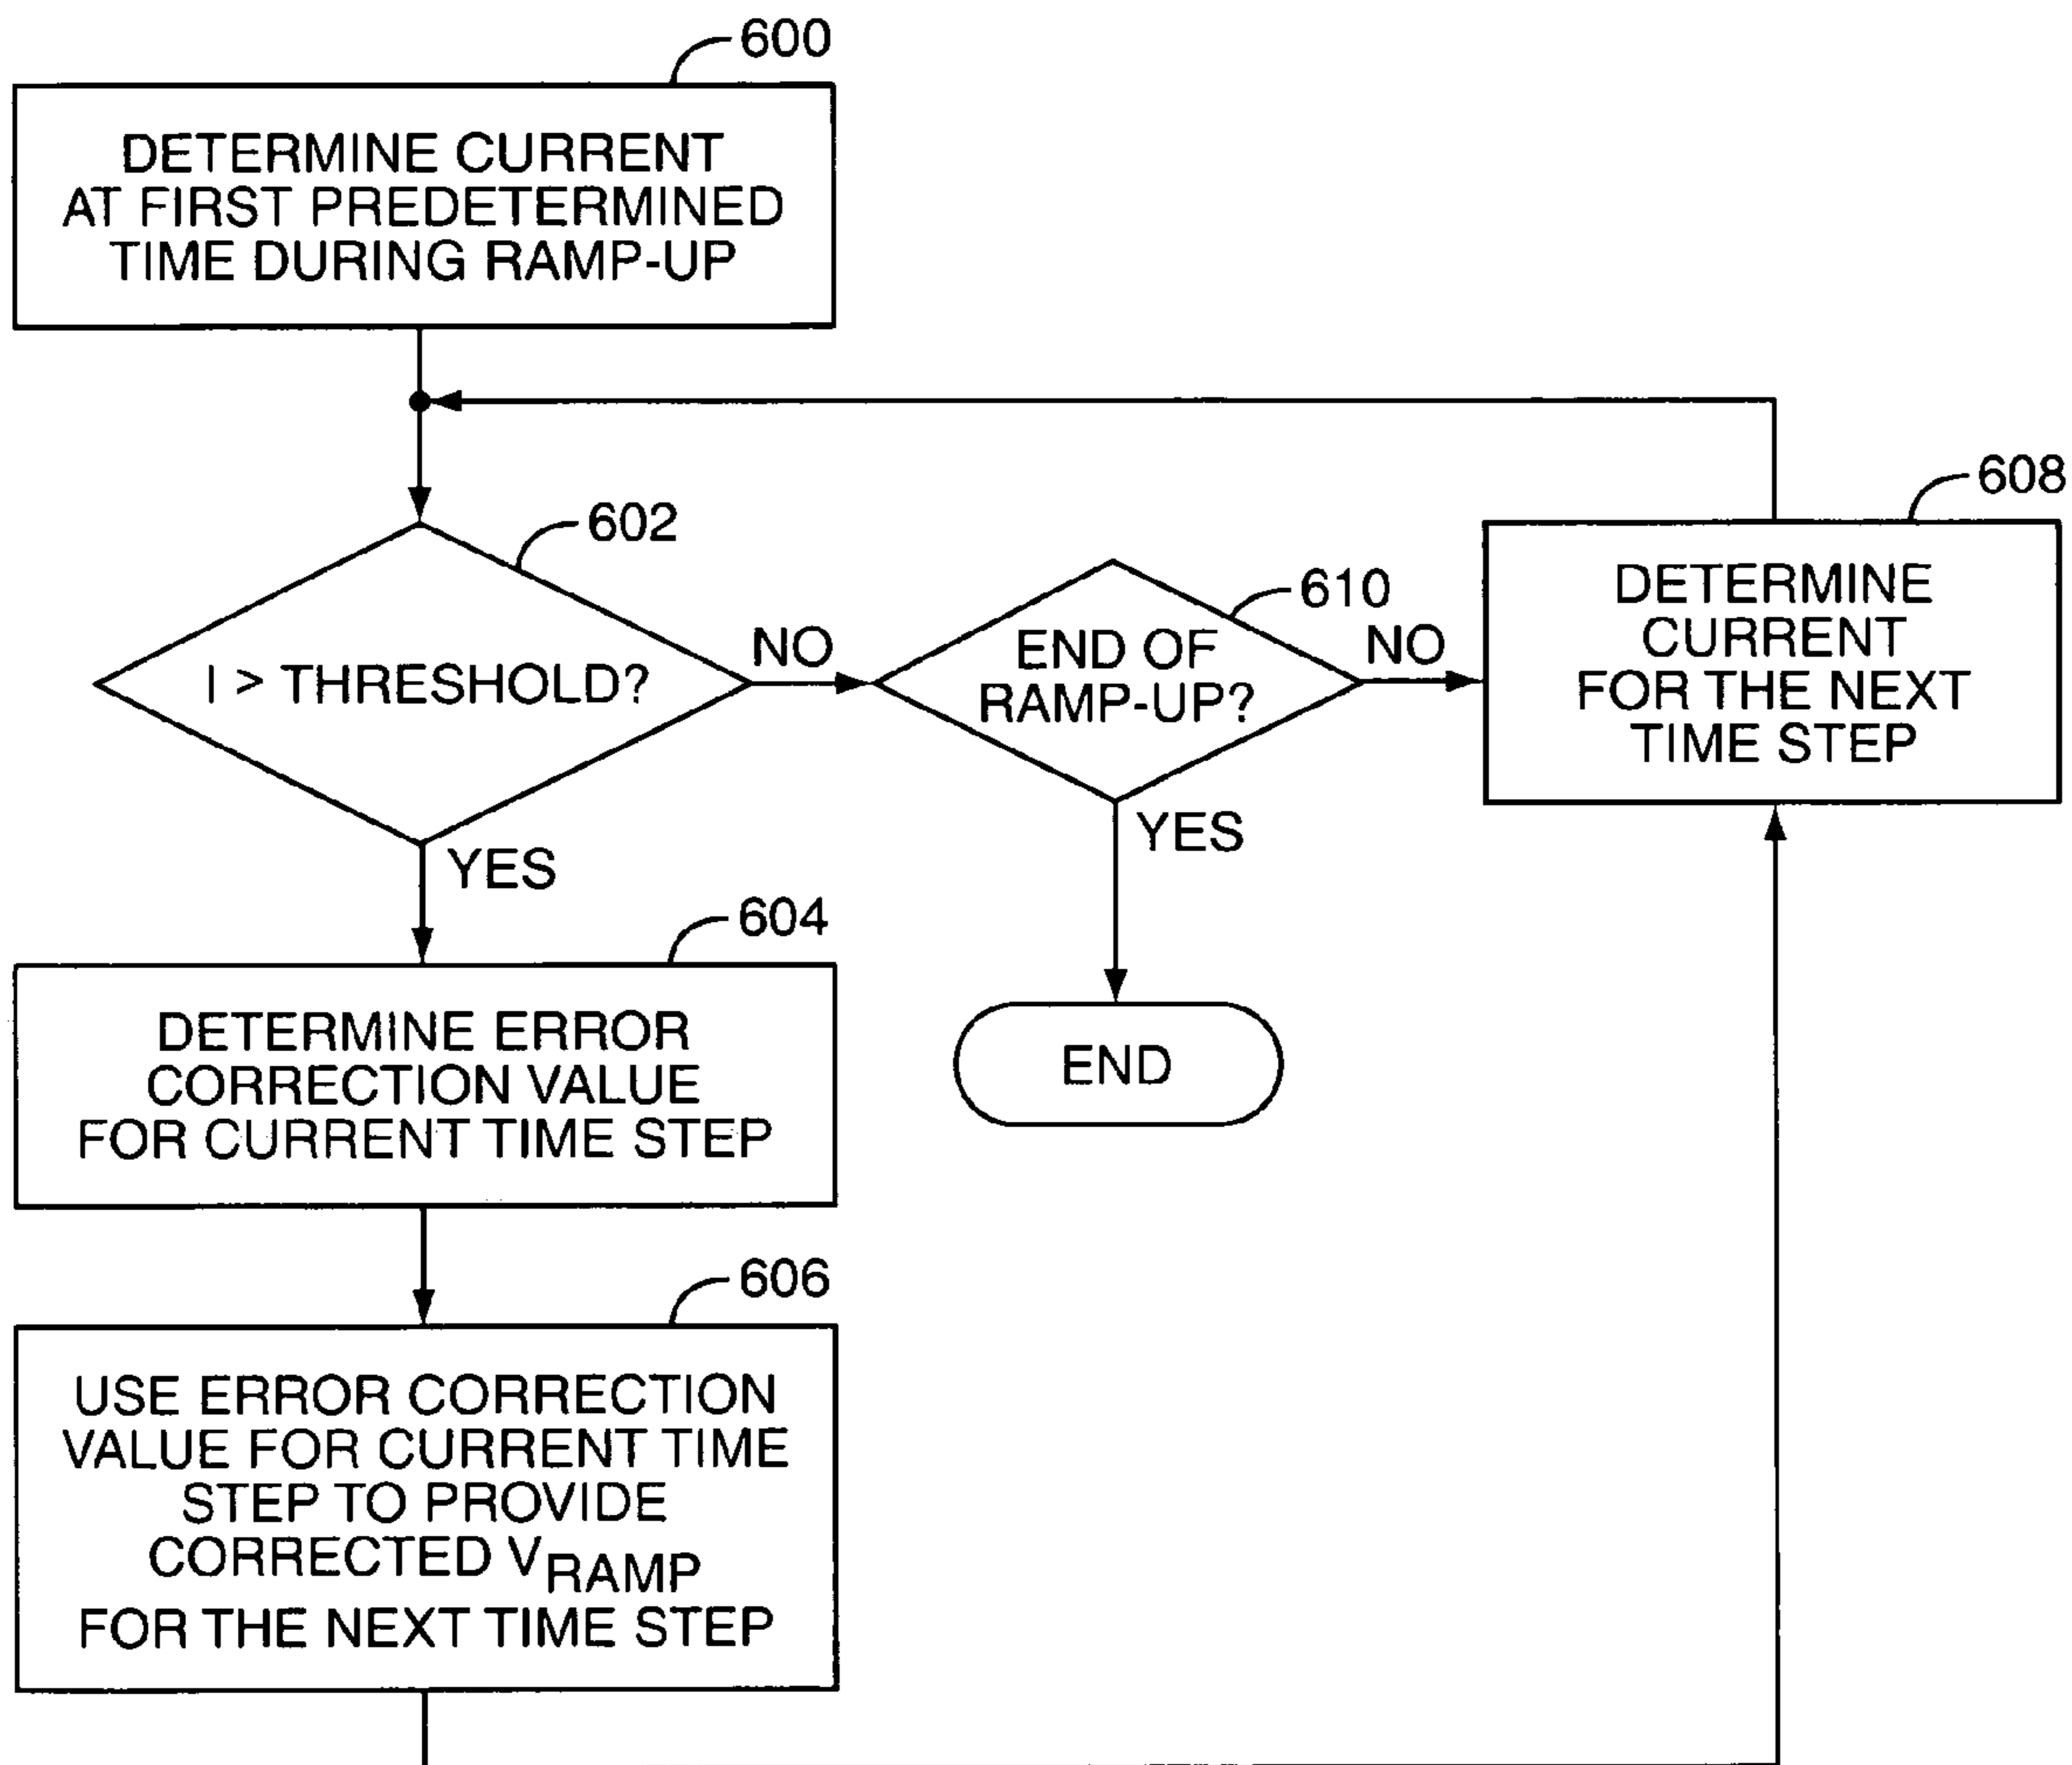 600
DETERMINE CURRENT
AT FIRST PREDETERMINED
TIME DURING RAMP-UP
602
I > THRESHOLD?
NO
610
END OF
RAMP-UP?
NO
608
DETERMINE
CURRENT
FOR THE NEXT
TIME STEP
YES
YES
END
604
DETERMINE ERROR
CORRECTION VALUE
FOR CURRENT TIME STEP
606
USE ERROR CORRECTION
VALUE FOR CURRENT TIME
STEP TO PROVIDE
CORRECTED VRAMP
FOR THE NEXT TIME STEP